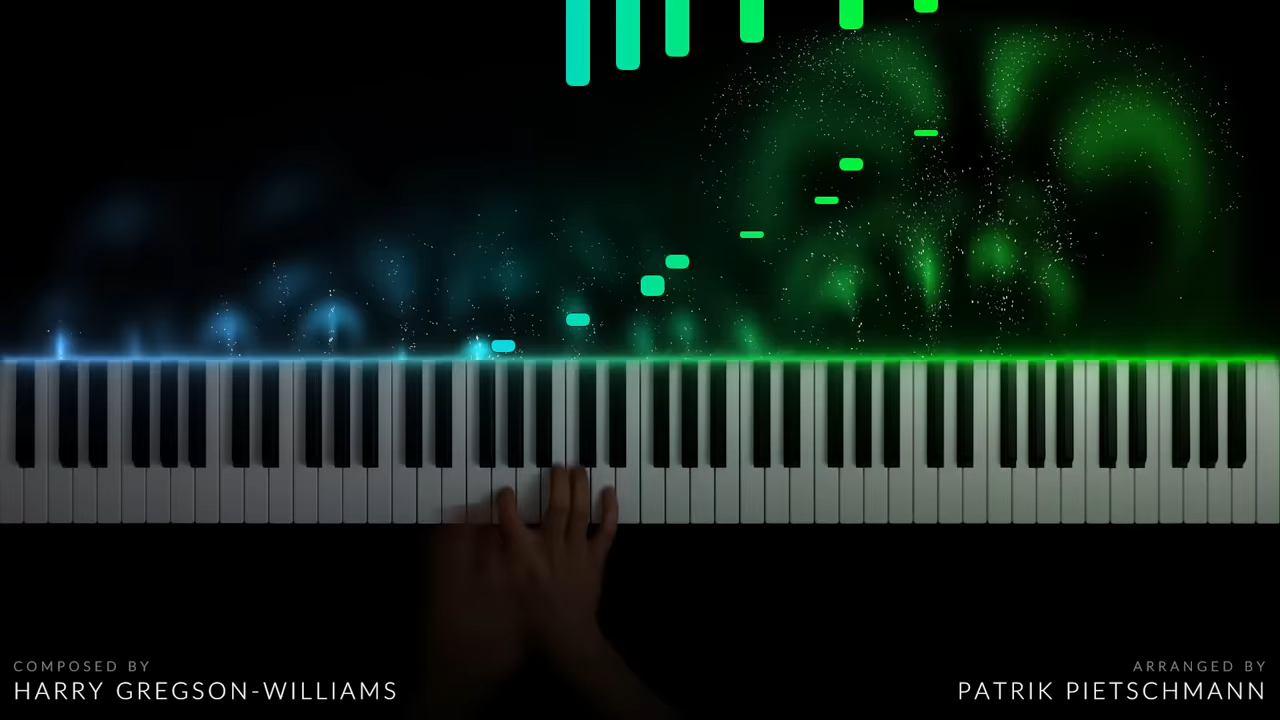 COMPOSED BY
HARRY GREGSON-WILLIAMS
ARRANGED BY
PATRIK PIETSCHMANN